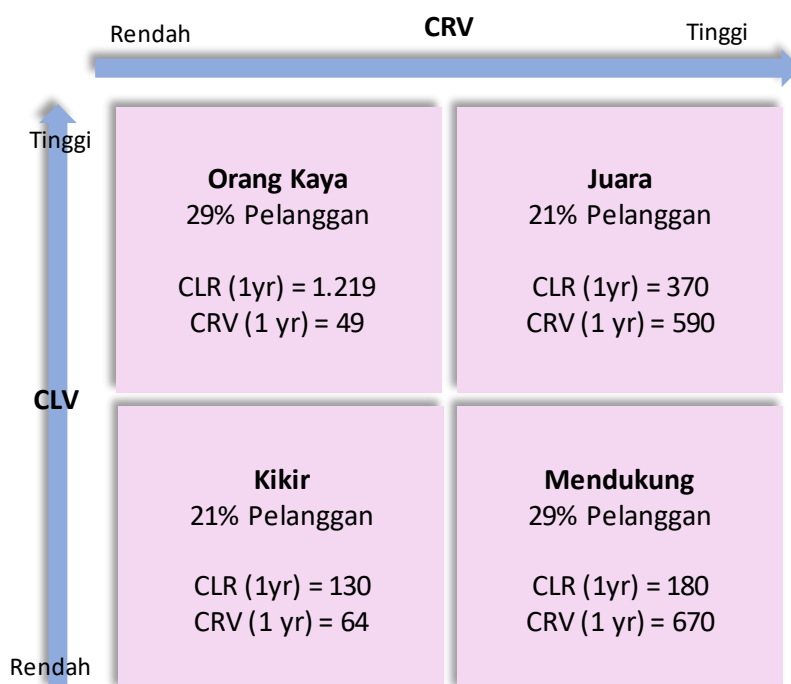 CRV
Rendah
Tinggi
Tinggi
Orang Kaya
29% Pelanggan
CLR (1yr) = 1.219
CRV (1 yr) = 49
Juara
21% Pelanggan
CLR (1yr) = 370
CRV (1 yr) = 590
CLV
Kikir
21% Pelanggan
CLR (1yr) = 130
CRV (1 yr) = 64
Mendukung
29% Pelanggan
CLR (1yr) = 180
CRV (1 yr) = 670
Rendah